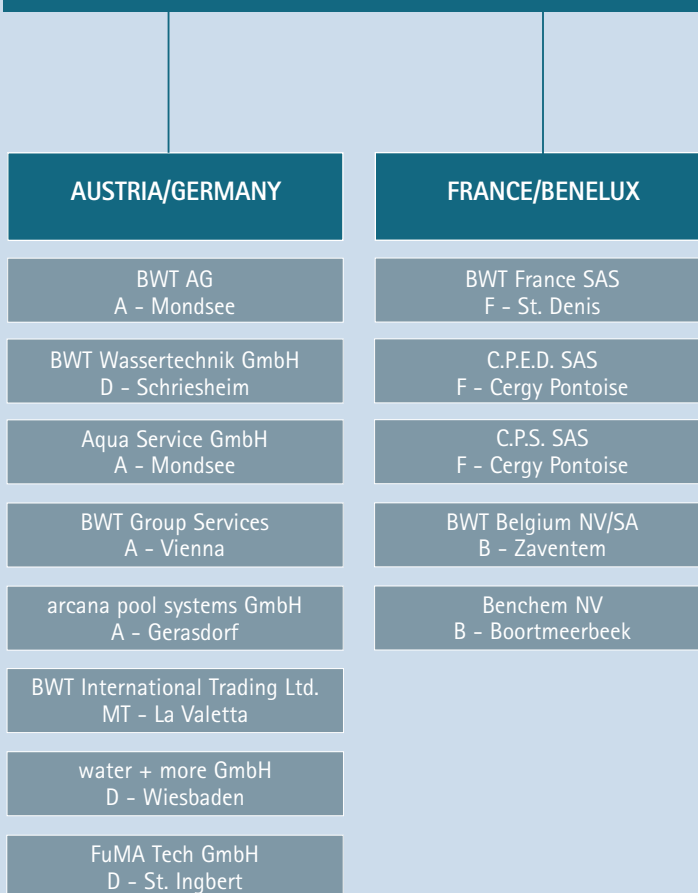 AUSTRIA/GERMANY
BWT AG
A - Mondsee
BWT Wassertechnik GmbH
D - Schriesheim
Aqua Service GmbH
A - Mondsee
BWT Group Services
A - Vienna
arcana pool systems GmbH
A - Gerasdorf
BWT International Trading Ltd.
MT - La Valetta
water + more GmbH
D - Wiesbaden
FuMA Tech GmbH
D - St. Ingbert
FRANCE/BENELUX
BWT France SAS
F - St. Denis
C.P.E.D. SAS
F - Cergy Pontoise
C.P.S. SAS
F - Cergy Pontoise
BWT Belgium NV/SA
B - Zaventem
Benchem NV
B - Boortmeerbeek